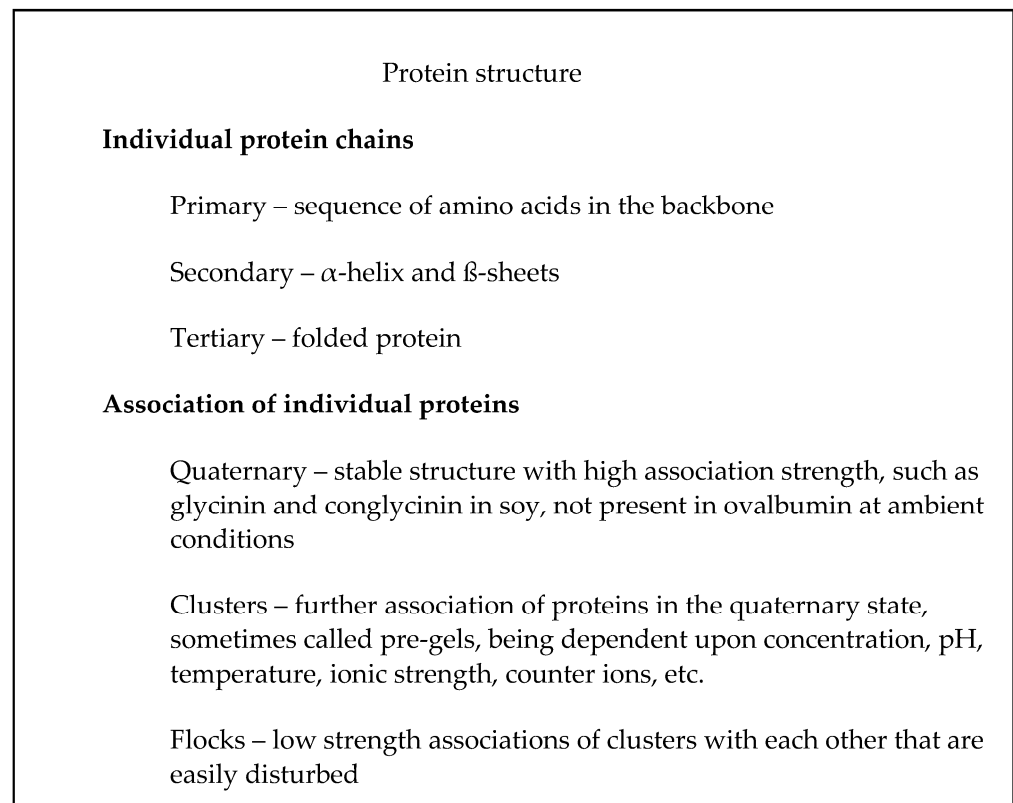 Protein structure
Individual protein chains
Primary – sequence of amino acids in the backbone
Secondary – α-helix and ß-sheets
Tertiary – folded protein
Association of individual proteins
Quaternary – stable structure with high association strength, such as
glycinin and conglycinin in soy, not present in ovalbumin at ambient
conditions
Clusters – further association of proteins in the quaternary state,
sometimes called pre-gels, being dependent upon concentration, pH,
temperature, ionic strength, counter ions, etc.
Flocks – low strength associations of clusters with each other that are
easily disturbed